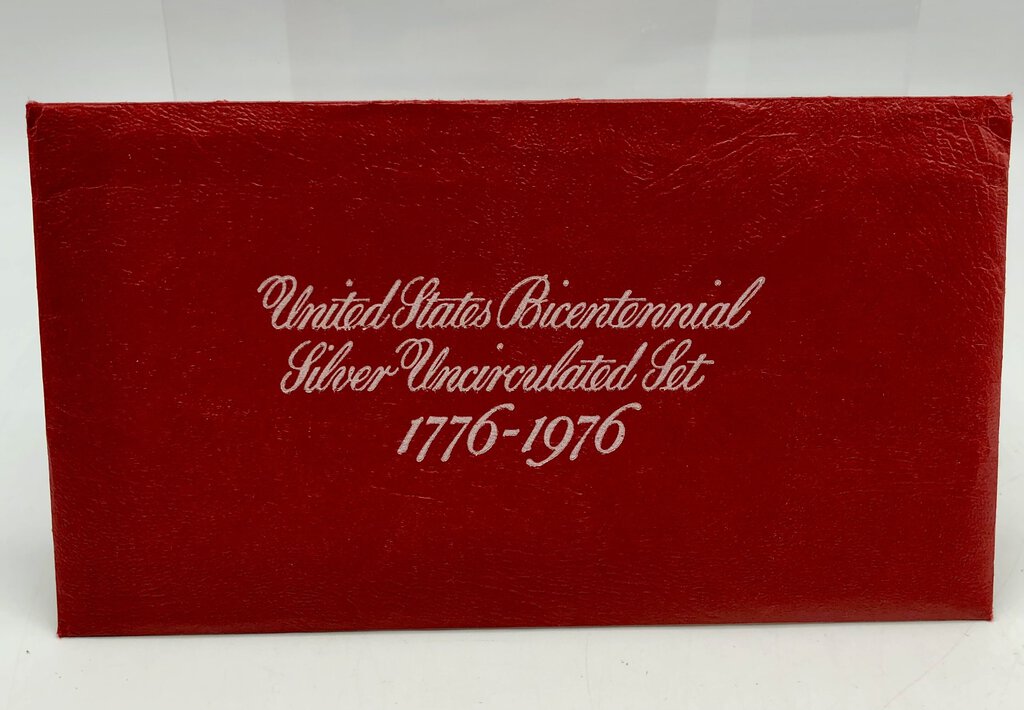 United States Bicentennial
Silver Uncirculated Set
1776-1976